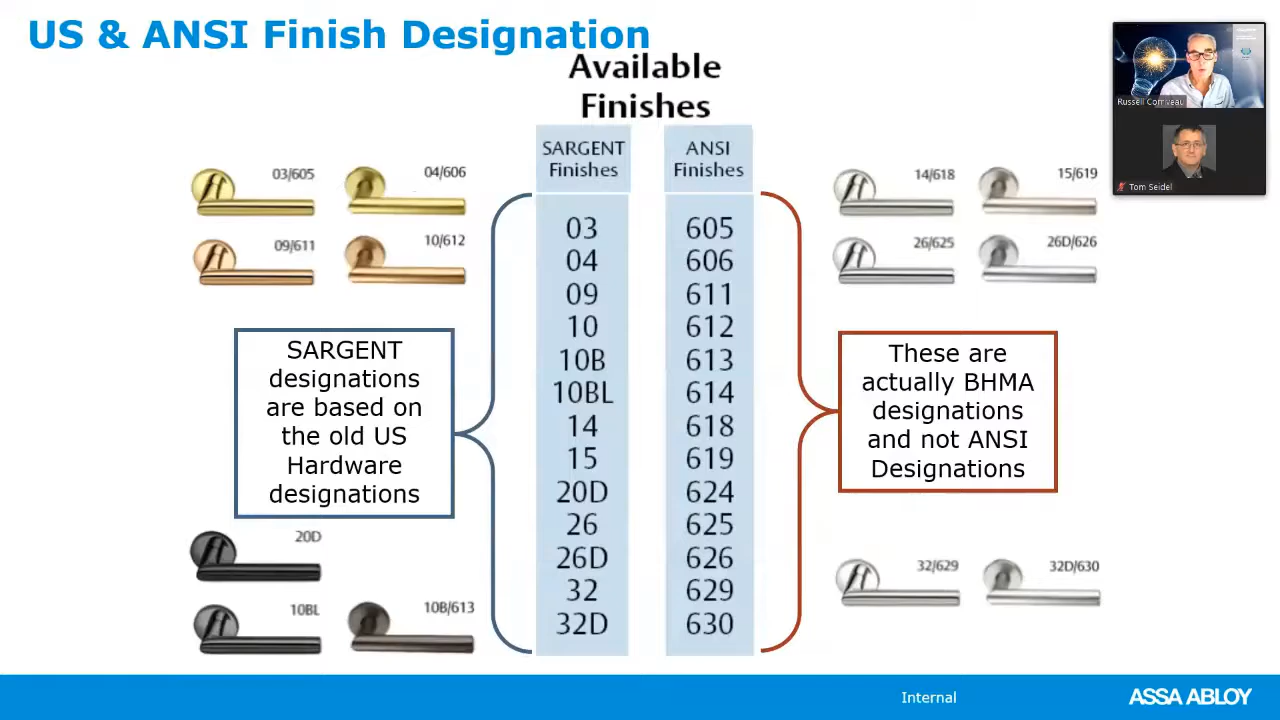 US & ANSI Finish Designation
Available
Finishes
SARGENT
Finishes
ANSI
Finishes
03/605
04/606
09/611
10/612
14/618
15/619
26/625
26D/626
03 605
04 606
09 611
10 612
10B 613
10BL 614
14 618
15 619
20D 624
26 625
26D 626
32 629
32D 630
SARGENT
designations
are based on
the old US
Hardware
designations
These are
actually BHMA
designations
and not ANSI
Designations
20D
10BL
10B/613
32/629
32D/630
Russell Corriveau
Tom Seidel
Internal
ASSA ABLOY